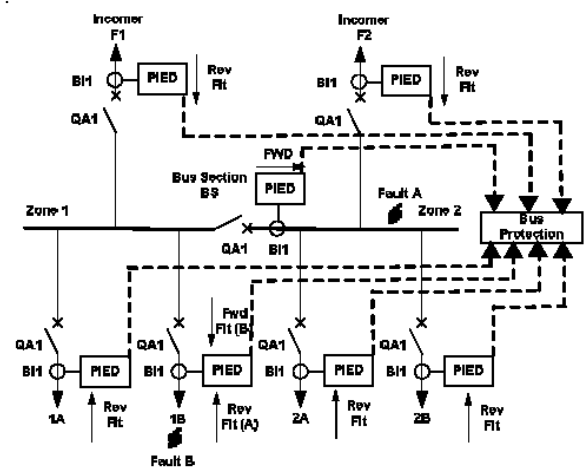 Incomer
F1
Incomer
F2
BI1
PIED
Rev
Flt
BI1
PIED
Rev
Flt
QA1
QA1
FWD
Bus Section
BS
PIED
Fault A
Zone 1
Zone 2
Bus
Protection
QA1
BI1
Fwd
Flt (B)
QA1
QA1
QA1
QA1
BI1
PIED
BI1
PIED
BI1
PIED
BI1
PIED
1A
Rev
Flt
1B
Rev
Flt (A)
2A
Rev
Flt
2B
Rev
Flt
Fault B